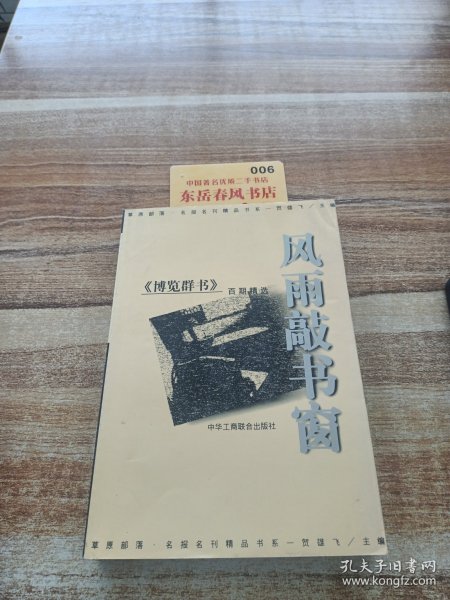 006
中国著名优质二手书店
东岳春风书店
草原部落·名报名刊精品书系—贺雄飞/主编
《博览群书》百期精选
风雨敲书窗
中华工商联合出版社
草原部落·名报名刊精品书系—贺雄飞/主编
孔夫子旧书网
www.kongfz.com